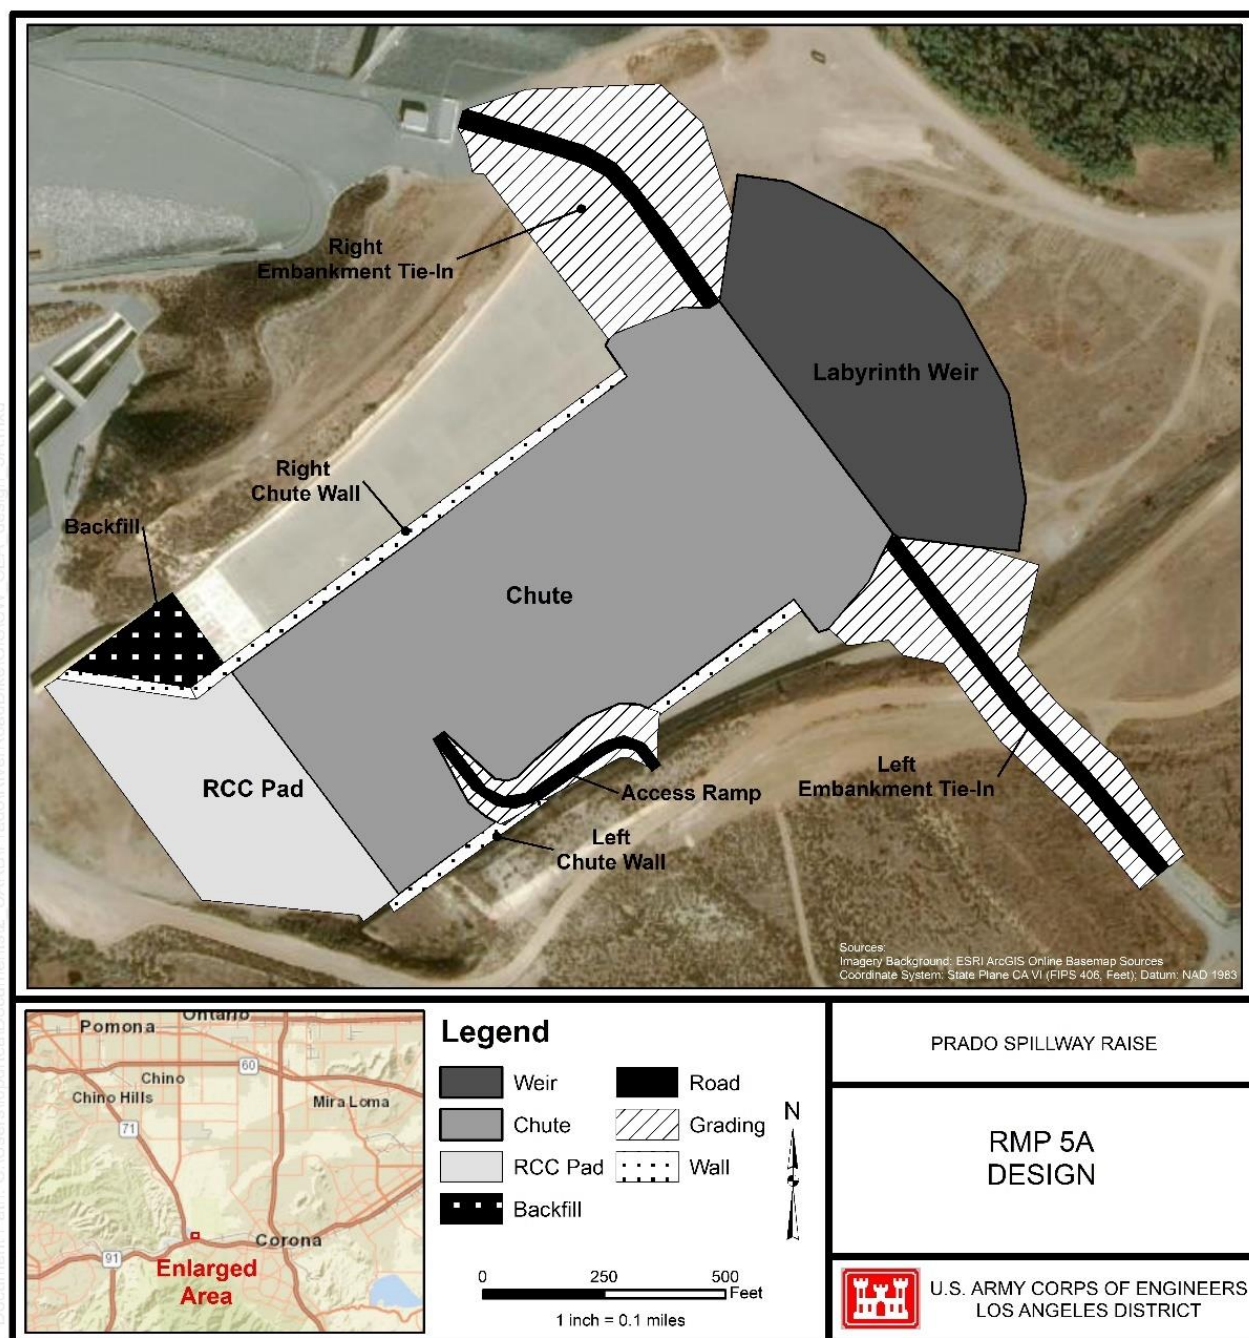 Right
Embankment Tie-In
Labyrinth Weir
Right
Chute Wall
Backfill
Chute
RCC Pad
Access Ramp
Left
Embankment Tie-In
Left
Chute Wall
Sources:
Imagery Background: ESRI ArcGIS Online Basemap Sources
Coordinate System: State Plane CA VI (FIPS 406, Feet); Datum: NAD 1983
Pomona
Ontario
60
Chino
Chino Hills
Mira Loma
71
Corona
91
Enlarged
Area
Legend
Weir
Road
Chute
Grading
RCC Pad
Wall
Backfill
N
0 250 500
Feet
1 inch = 0.1 miles
PRADO SPILLWAY RAISE
RMP 5A
DESIGN
U.S. ARMY CORPS OF ENGINEERS
LOS ANGELES DISTRICT